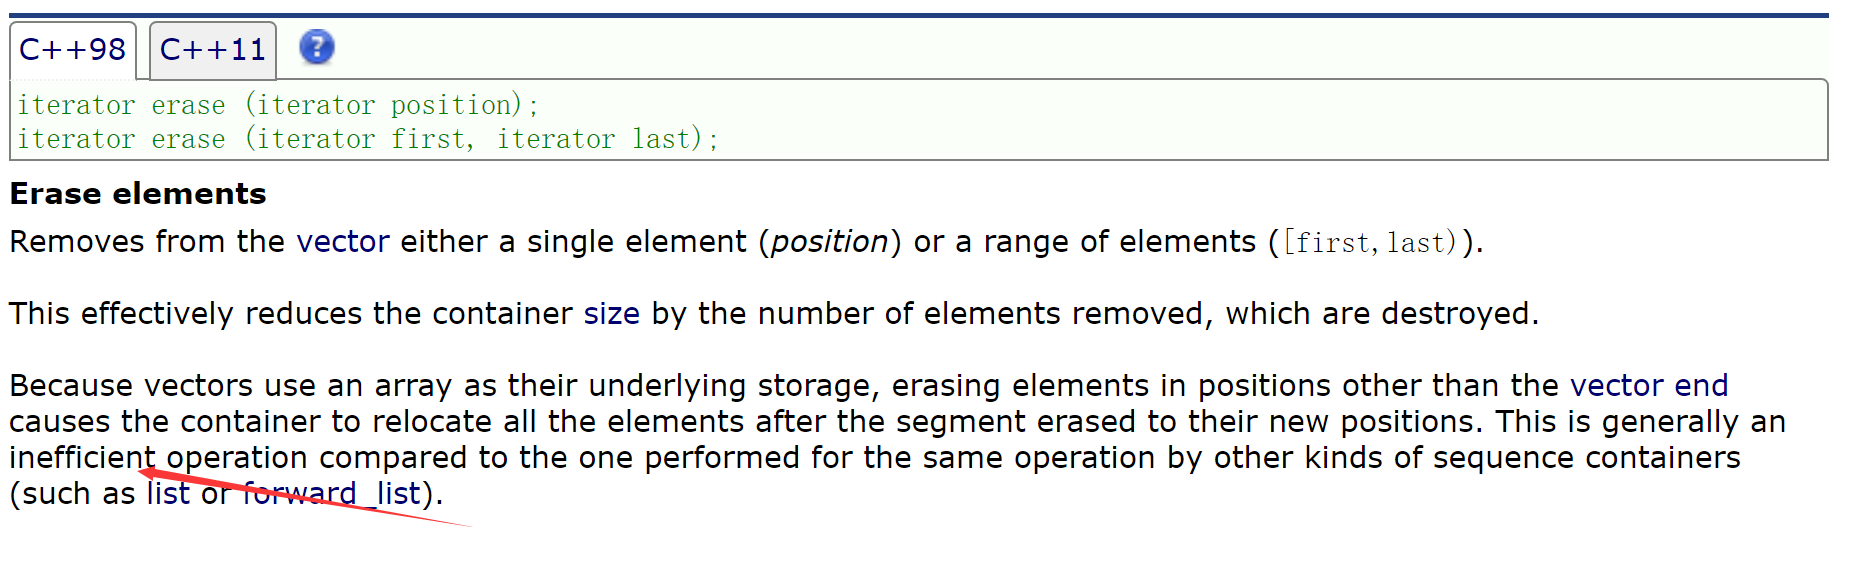 C++98 C++11 ?
iterator erase (iterator position);
iterator erase (iterator first, iterator last);
Erase elements
Removes from the vector either a single element (position) or a range of elements ([first,last)).
This effectively reduces the container size by the number of elements removed, which are destroyed.
Because vectors use an array as their underlying storage, erasing elements in positions other than the vector end
causes the container to relocate all the elements after the segment erased to their new positions. This is generally an
inefficient operation compared to the one performed for the same operation by other kinds of sequence containers
(such as list or forward_list).